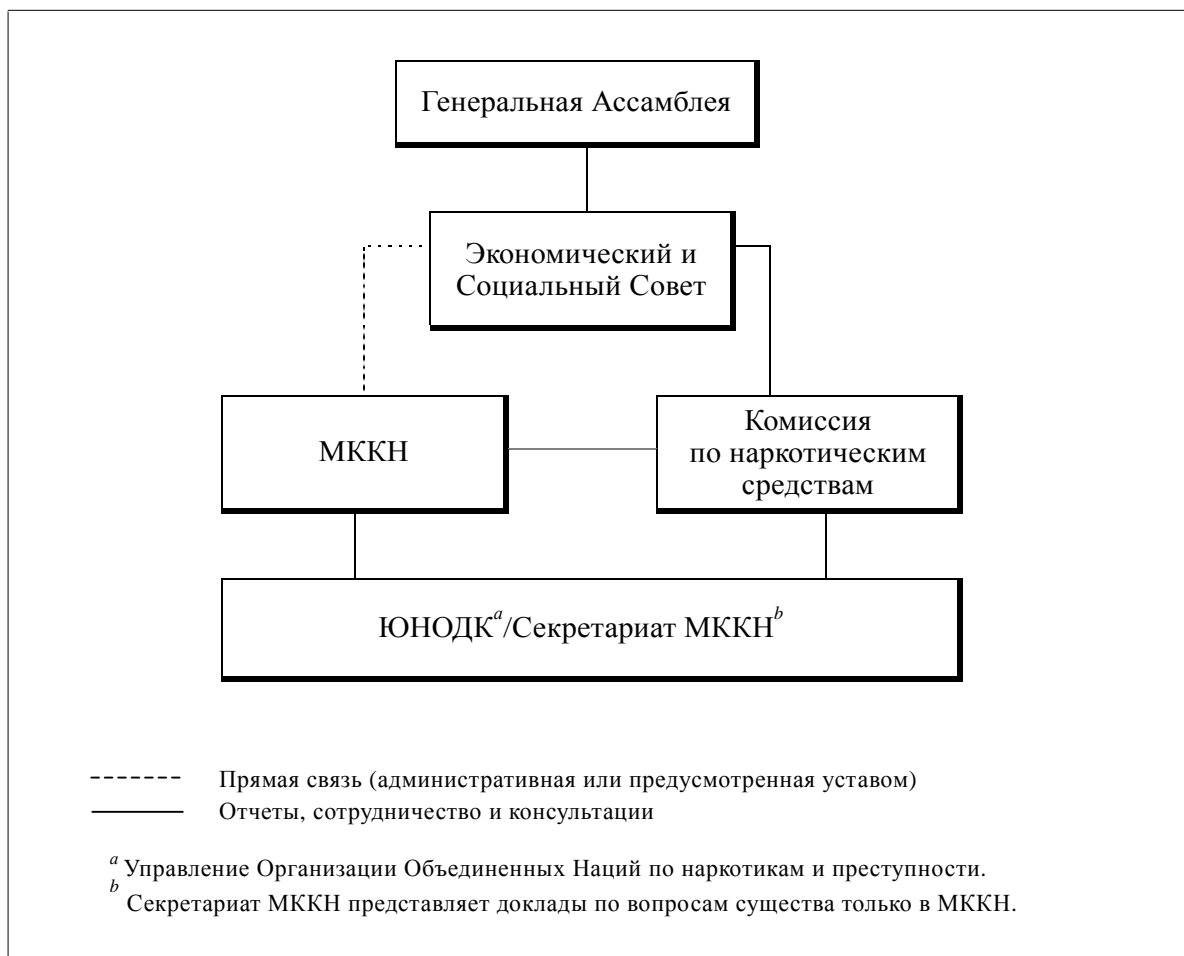 Генеральная Ассамблея
Экономический и
Социальный Совет
МККН
Комиссия
по наркотическим
средствам
ЮНОДКa/Секретариат МККНb
Прямая связь (административная или предусмотренная уставом)
Отчеты, сотрудничество и консультации
a Управление Организации Объединенных Наций по наркотикам и преступности.
b Секретариат МККН представляет доклады по вопросам существа только в МККН.